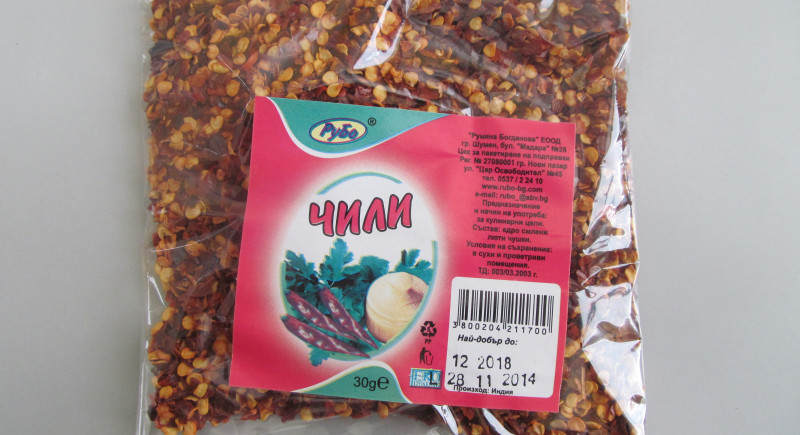 Рубо®
ЧИЛИ
30g℮
"Румяна Богданова" ЕООД
гр. Шумен, бул. "Мадара" №28
Цех за пакетиране на подправки
Рег. № 27080001 гр. Нови пазар
ул. "Цар Освободител" №45
тел. 0537 / 2 24 10
www.rubo-bg.com
e-mail: rubo_@abv.bg
Предназначение
и начин на употреба:
за кулинарни цели.
Състав: едро смлени
люти чушки.
Условия на съхранение:
в сухи и проветриви
помещения.
ТД: 003/03.2003 г.
3800204211700
Най-добър до:
12 2018
28 11 2014
Произход: Индия
PP